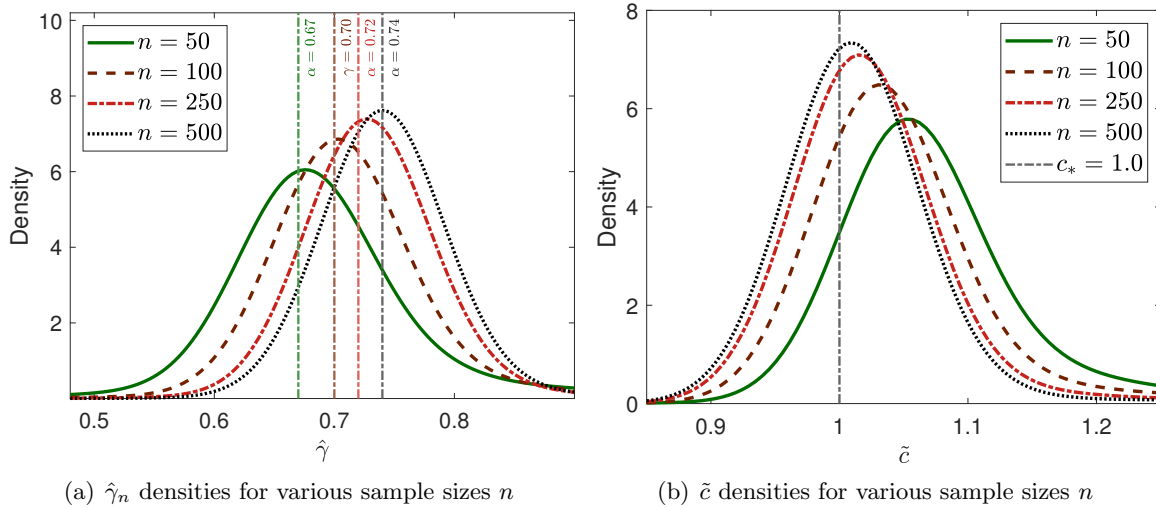 10
8
6
4
2
Density
n = 50
n = 100
n = 250
n = 500
α = 0.67
γ = 0.70
α = 0.72
α = 0.74
0.5
0.6
0.7
0.8
γ̂
(a) γ̂ₙ densities for various sample sizes n
8
6
4
2
0
Density
n = 50
n = 100
n = 250
n = 500
c* = 1.0
0.9
1
1.1
1.2
c̃
(b) c̃ densities for various sample sizes n